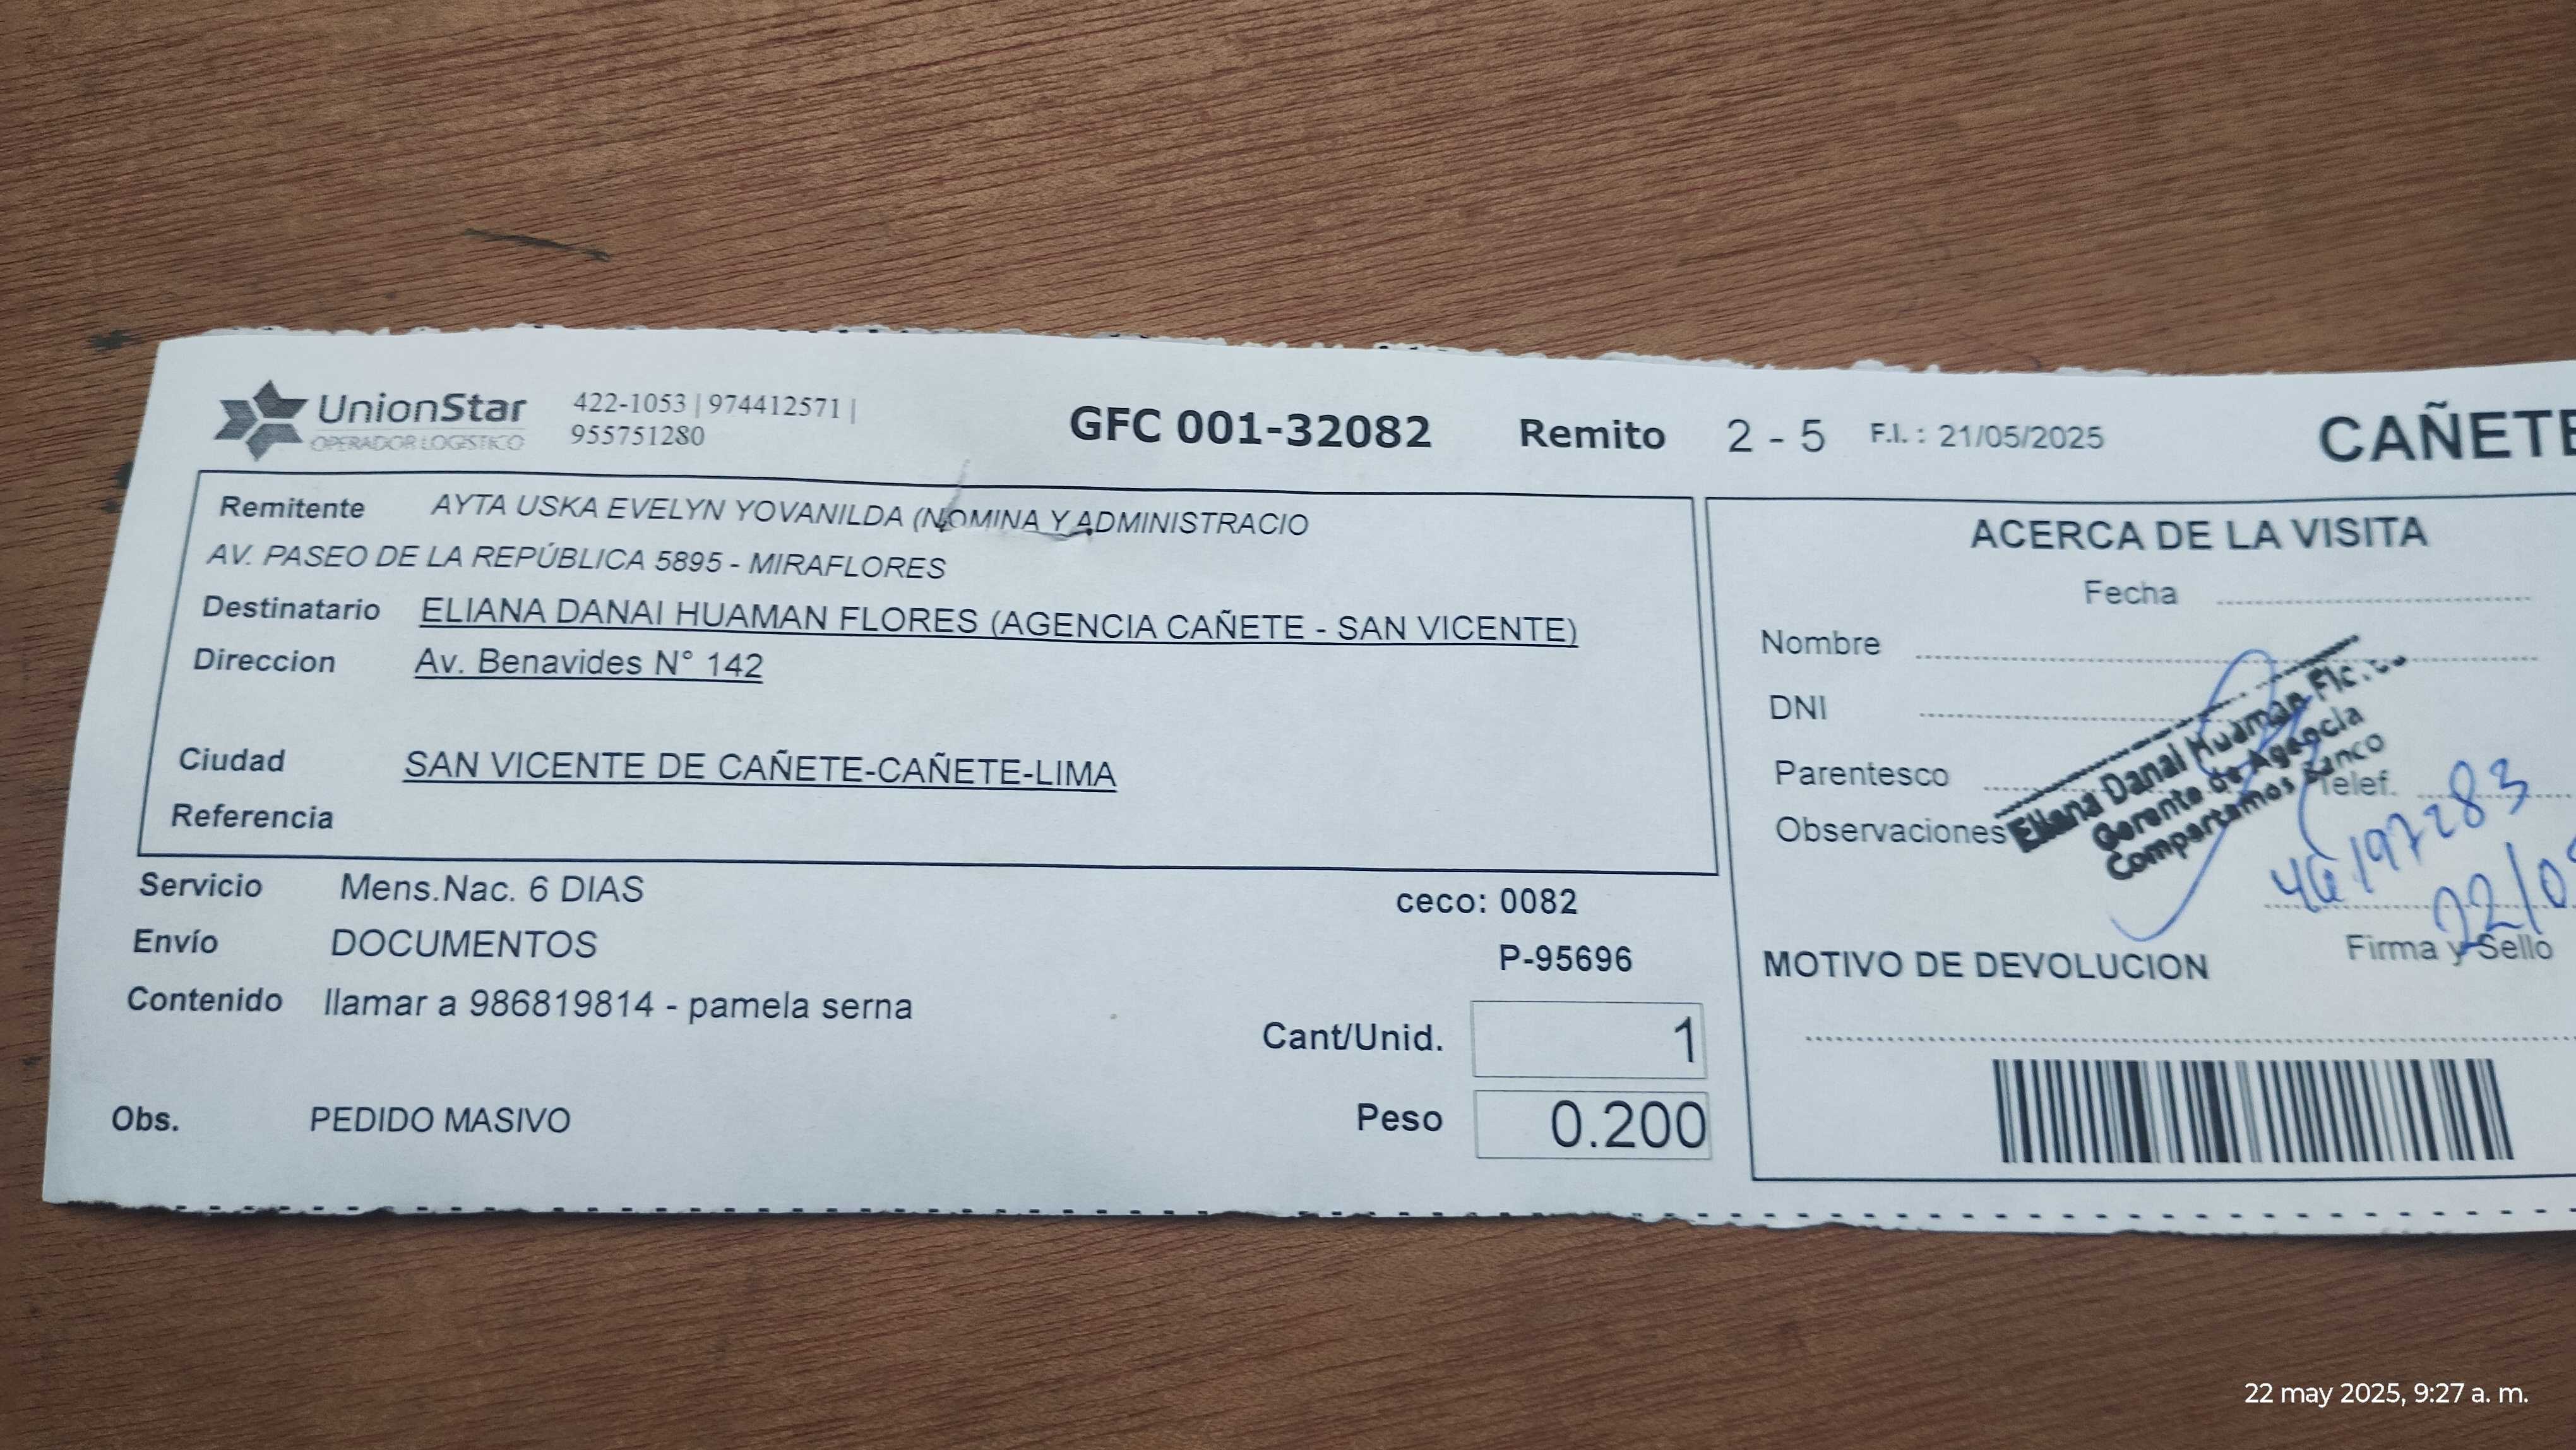 UnionStar
OPERADOR LOGISTICO
422-1053 | 974412571 |
955751280
GFC 001-32082 Remito 2 - 5 F.I. : 21/05/2025 CAÑETE
Remitente AYTA USKA EVELYN YOVANILDA (NOMINA Y ADMINISTRACIO
AV. PASEO DE LA REPÚBLICA 5895 - MIRAFLORES
Destinatario ELIANA DANAI HUAMAN FLORES (AGENCIA CAÑETE - SAN VICENTE)
Direccion Av. Benavides N° 142
Ciudad SAN VICENTE DE CAÑETE-CAÑETE-LIMA
Referencia
Servicio Mens.Nac. 6 DIAS
ceco: 0082
Envío DOCUMENTOS
P-95696
Contenido llamar a 986819814 - pamela serna
Cant/Unid. 1
Peso 0.200
Obs. PEDIDO MASIVO
ACERCA DE LA VISITA
Fecha
Nombre
DNI
Parentesco
Telef.
Observaciones
Eliana Danai Huaman
Gerente de Agencia
Compartamos Banco
46197283
22/0
Firma y Sello
MOTIVO DE DEVOLUCION
22 may 2025, 9:27 a. m.